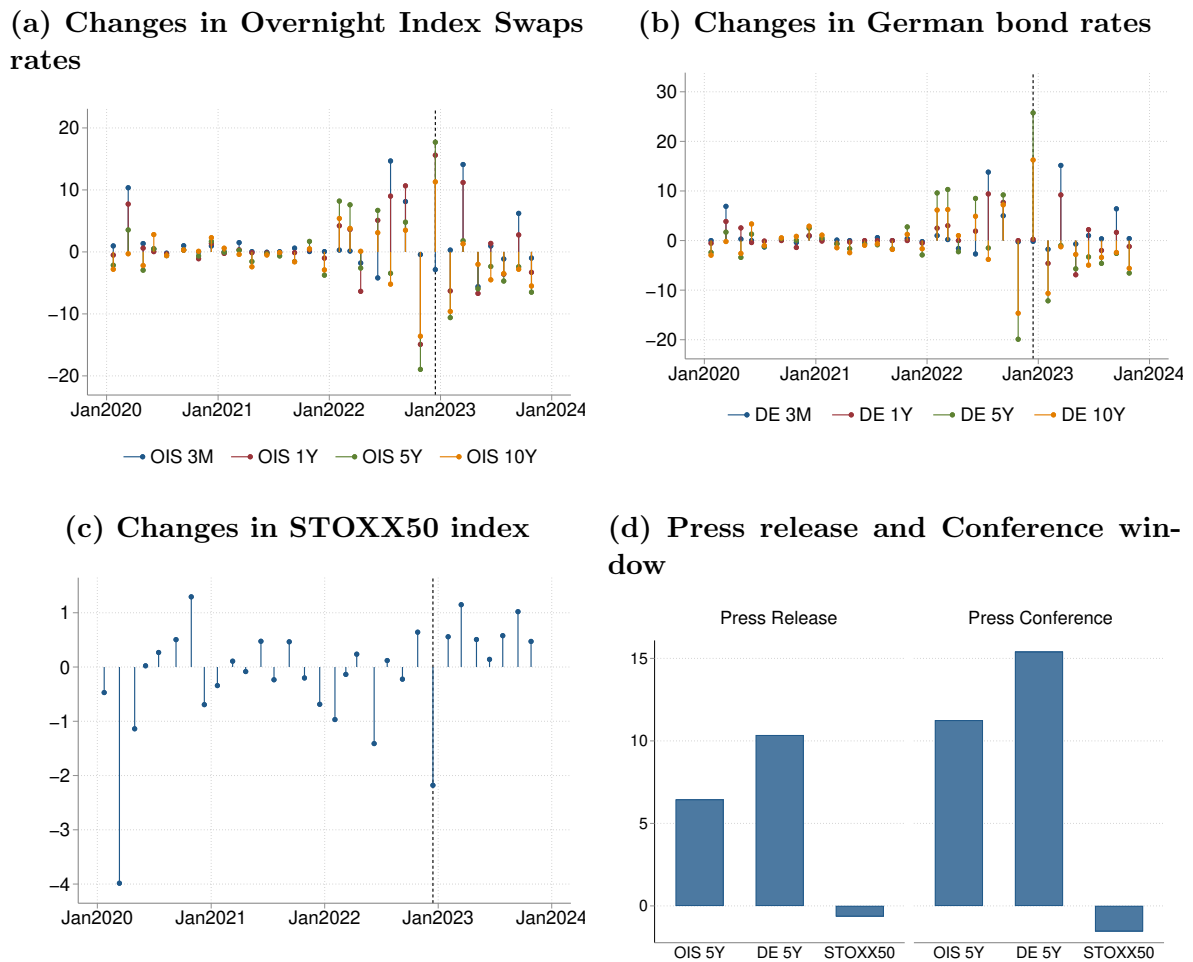 (a) Changes in Overnight Index Swaps
rates
20
10
0
−10
−20
Jan2020 Jan2021 Jan2022 Jan2023 Jan2024
OIS 3M OIS 1Y OIS 5Y OIS 10Y
(b) Changes in German bond rates
30
20
10
0
−10
−20
Jan2020 Jan2021 Jan2022 Jan2023 Jan2024
DE 3M DE 1Y DE 5Y DE 10Y
(c) Changes in STOXX50 index
1
0
−1
−2
−3
−4
Jan2020 Jan2021 Jan2022 Jan2023 Jan2024
(d) Press release and Conference win-
dow
Press Release Press Conference
15
10
5
0
OIS 5Y DE 5Y STOXX50 OIS 5Y DE 5Y STOXX50